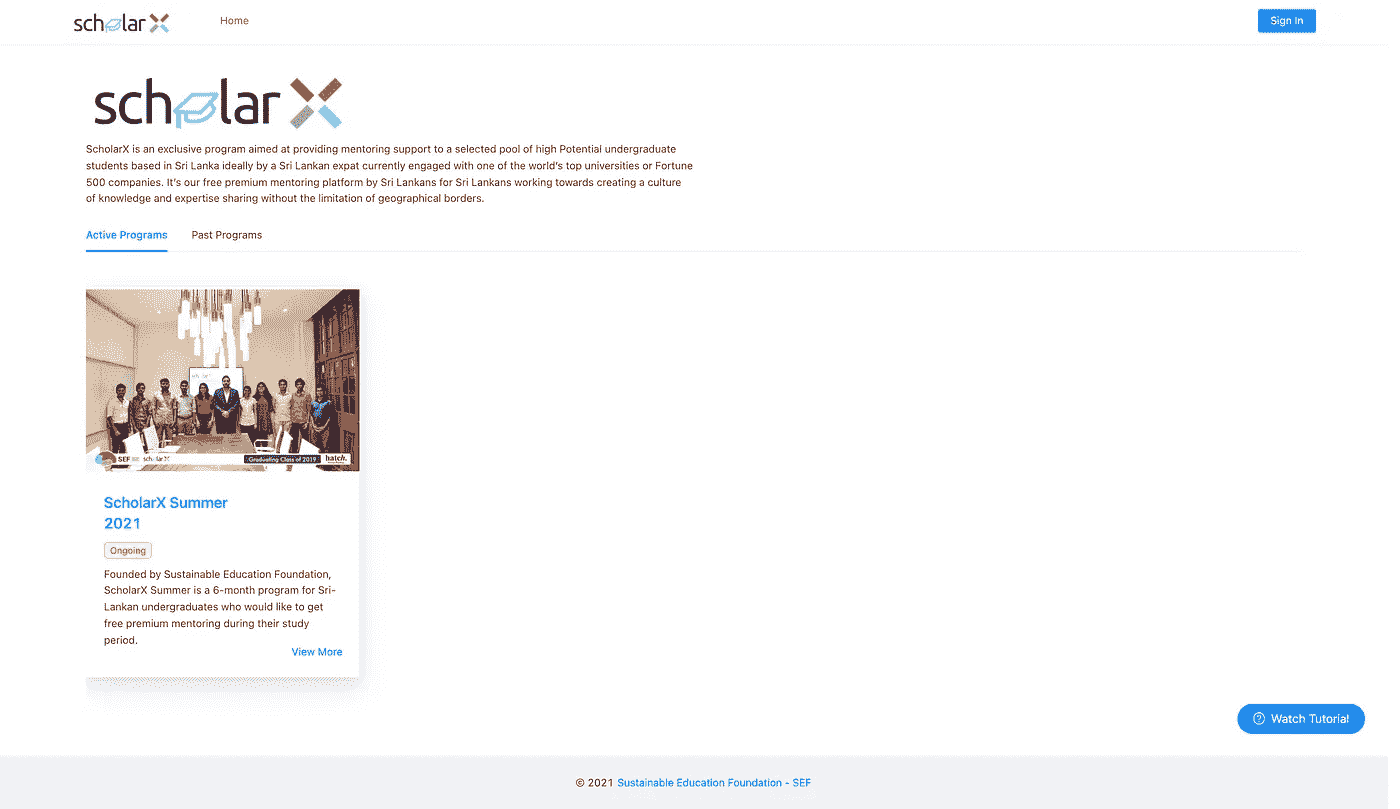 scholar X
Home
Sign In
scholar X
ScholarX is an exclusive program aimed at providing mentoring support to a selected pool of high Potential undergraduate
students based in Sri Lanka ideally by a Sri Lankan expat currently engaged with one of the world's top universities or Fortune
500 companies. It's our free premium mentoring platform by Sri Lankans for Sri Lankans working towards creating a culture
of knowledge and expertise sharing without the limitation of geographical borders.
Active Programs
Past Programs
SEF
scholar X
Graduating Class of 2019
hatch.
ScholarX Summer
2021
Ongoing
Founded by Sustainable Education Foundation,
ScholarX Summer is a 6-month program for Sri-
Lankan undergraduates who would like to get
free premium mentoring during their study
period.
View More
Watch Tutorial
© 2021 Sustainable Education Foundation - SEF